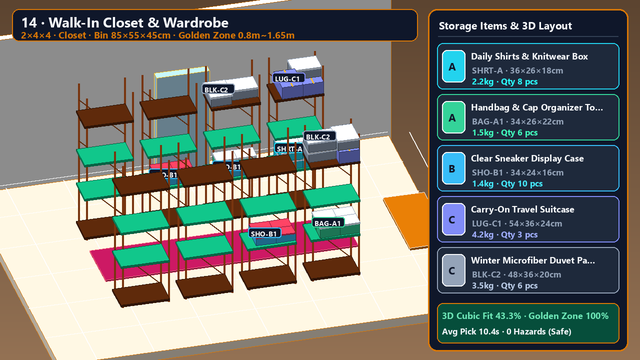 14 · Walk-In Closet & Wardrobe
2×4×4 · Closet · Bin 85×55×45cm · Golden Zone 0.8m~1.65m
LUG-C1
BLK-C2
BLK-C2
SHRT-A
O-B1
O-B1
SHO-B1
BAG-A1
Storage Items & 3D Layout
A
Daily Shirts & Knitwear Box
SHRT-A · 36×26×18cm
2.2kg · Qty 8 pcs
A
Handbag & Cap Organizer To...
BAG-A1 · 34×26×22cm
1.5kg · Qty 6 pcs
B
Clear Sneaker Display Case
SHO-B1 · 34×24×16cm
1.4kg · Qty 10 pcs
C
Carry-On Travel Suitcase
LUG-C1 · 54×36×24cm
4.2kg · Qty 3 pcs
C
Winter Microfiber Duvet Pa...
BLK-C2 · 48×36×20cm
3.5kg · Qty 6 pcs
3D Cubic Fit 43.3% · Golden Zone 100%
Avg Pick 10.4s · 0 Hazards (Safe)